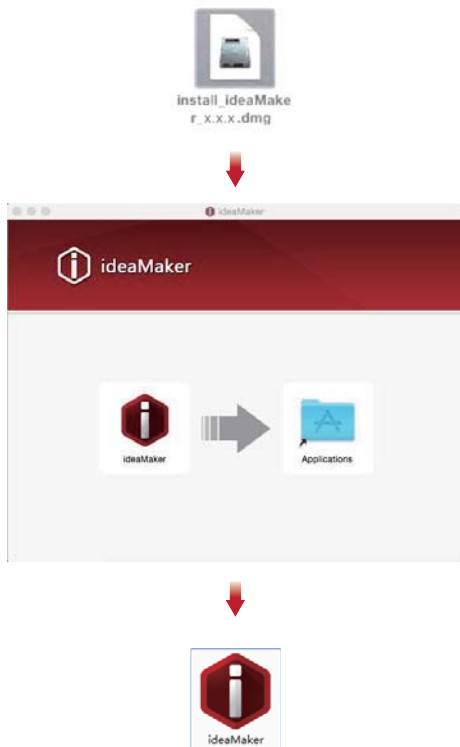 install_ideaMake
r_x.x.x.dmg
ideaMaker
ideaMaker
ideaMaker
Applications
ideaMaker